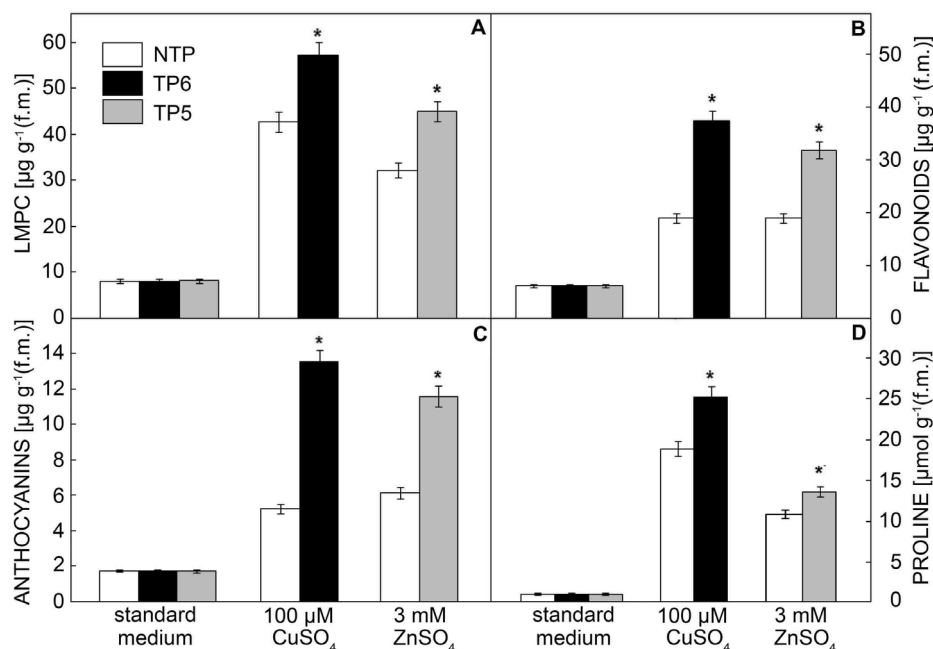 A
LMPC [µg g⁻¹(f.m.)]
60
50
40
30
20
10
0
NTP
TP6
TP5
*
*
B
FLAVONOIDS [µg g⁻¹ (f.m.)]
50
40
30
20
10
0
*
*
C
ANTHOCYANINS [µg g⁻¹(f.m.)]
14
12
10
8
6
4
2
0
*
*
D
PROLINE [µmol g⁻¹(f.m.)]
30
25
20
15
10
5
0
*
*
standard
medium
100 µM
CuSO₄
3 mM
ZnSO₄
standard
medium
100 µM
CuSO₄
3 mM
ZnSO₄